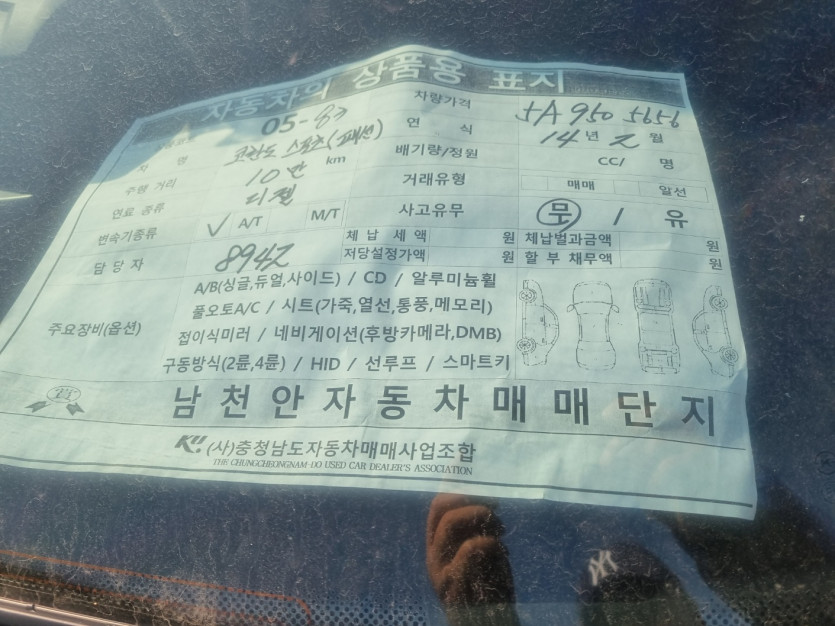 자동차의 상품용 표지
05-83 차량가격 5A 950 5656
차 명 코란도 스포츠(패션) 연 식 14년 2월
주행 거리 10만 km 배기량/정원 CC/ 명
연료 종류 디젤 거래유형 매매 알선
변속기종류 ✓ A/T M/T 사고유무 무 / 유
담 당 자 8942 체 납 세 액 원 체납벌과금액 원
저당설정가액 원 할 부 채무액 원
A/B(싱글,듀얼,사이드) / CD / 알루미늄휠
풀오토A/C / 시트(가죽,열선,통풍,메모리)
주요장비(옵션)
접이식미러 / 네비게이션(후방카메라,DMB)
구동방식(2륜,4륜) / HID / 선루프 / 스마트키
남천안자동차매매단지
(사)충청남도자동차매매사업조합
THE CHUNGCHEONGNAM-DO USED CAR DEALER'S ASSOCIATION